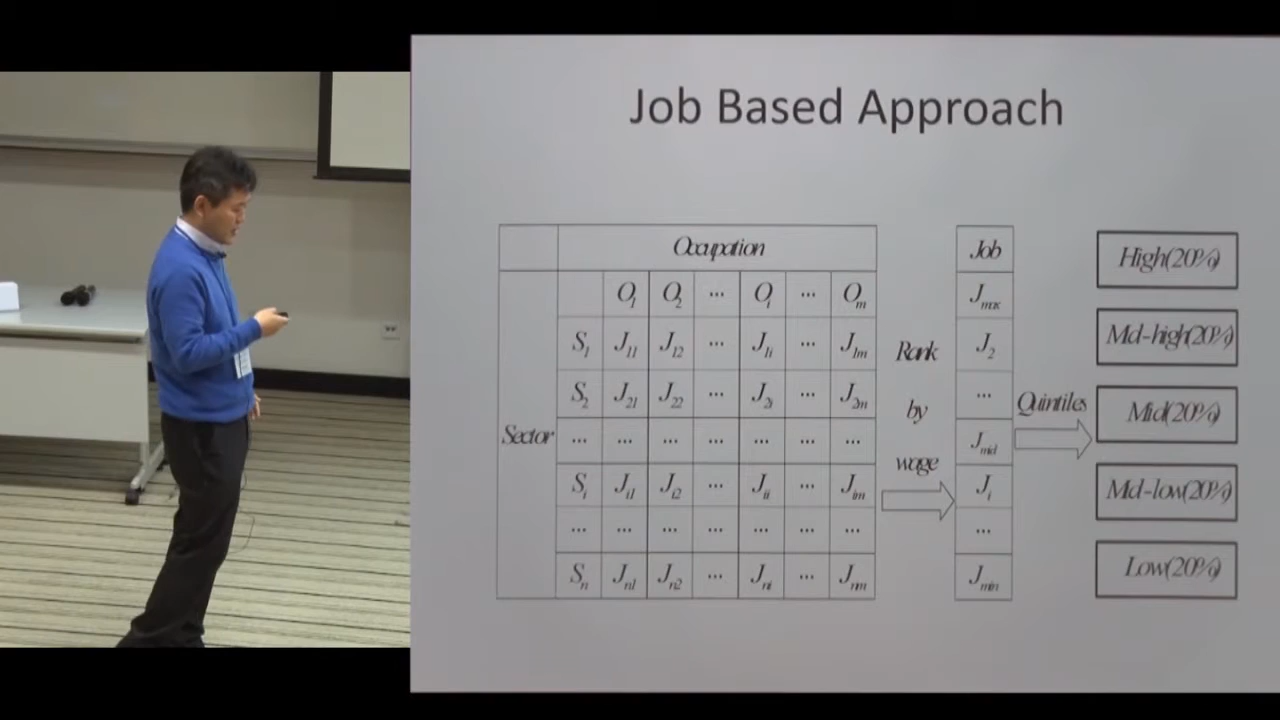 Job Based Approach
Occupation
O1 O2 ... Oi ... Om
S1 J11 J12 ... J1i ... J1m
S2 J21 J22 ... J2i ... J2m
Sector
... ... ... ... ... ... ...
Si Ji1 Ji2 ... Jii ... Jim
... ... ... ... ... ... ...
Sn Jn1 Jn2 ... Jni ... Jnm
Rank
by
wage
Job
Jmax
J2
...
Jmid
Ji
...
Jmin
Quintiles
High(20%)
Mid-high(20%)
Mid(20%)
Mid-low(20%)
Low(20%)